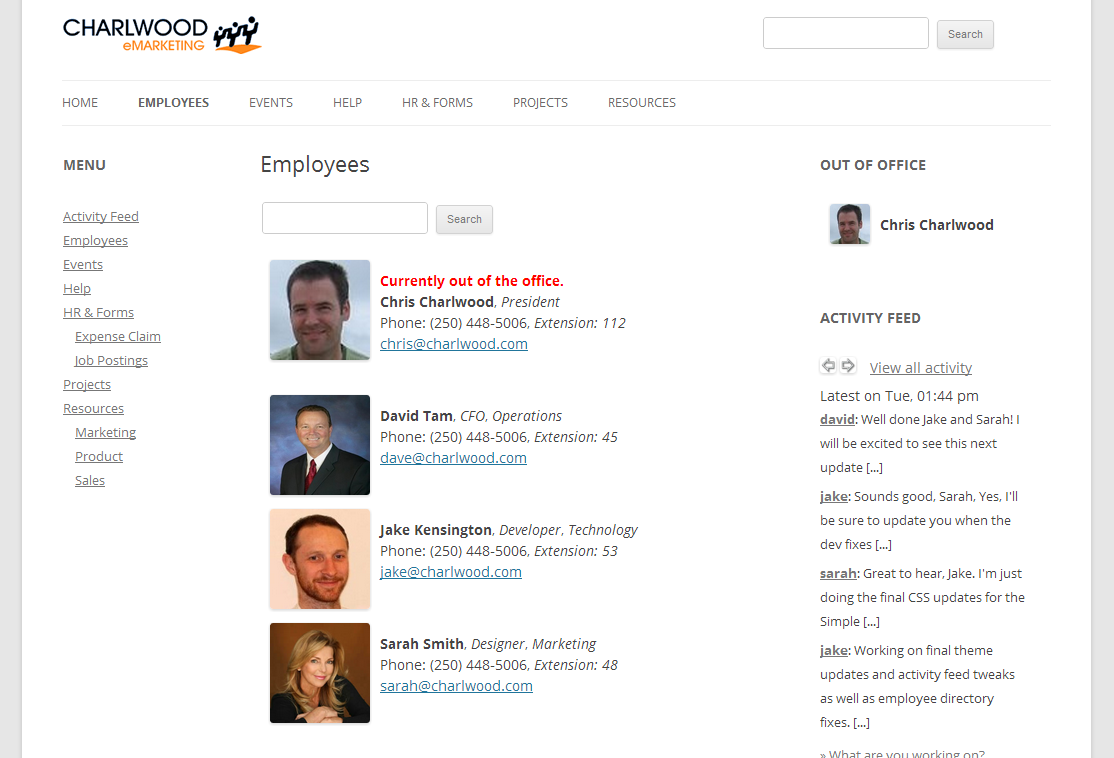 CHARLWOOD
eMARKETING
Search
HOME EMPLOYEES EVENTS HELP HR & FORMS PROJECTS RESOURCES
MENU
Activity Feed
Employees
Events
Help
HR & Forms
Expense Claim
Job Postings
Projects
Resources
Marketing
Product
Sales
Employees
Search
Currently out of the office.
Chris Charlwood, President
Phone: (250) 448-5006, Extension: 112
chris@charlwood.com
David Tam, CFO, Operations
Phone: (250) 448-5006, Extension: 45
dave@charlwood.com
Jake Kensington, Developer, Technology
Phone: (250) 448-5006, Extension: 53
jake@charlwood.com
Sarah Smith, Designer, Marketing
Phone: (250) 448-5006, Extension: 48
sarah@charlwood.com
OUT OF OFFICE
Chris Charlwood
ACTIVITY FEED
View all activity
Latest on Tue, 01:44 pm
david: Well done Jake and Sarah! I
will be excited to see this next
update [...]
jake: Sounds good, Sarah, Yes, I'll
be sure to update you when the
dev fixes [...]
sarah: Great to hear, Jake. I'm just
doing the final CSS updates for the
Simple [...]
jake: Working on final theme
updates and activity feed tweaks
as well as employee directory
fixes. [...]
» What are you working on?